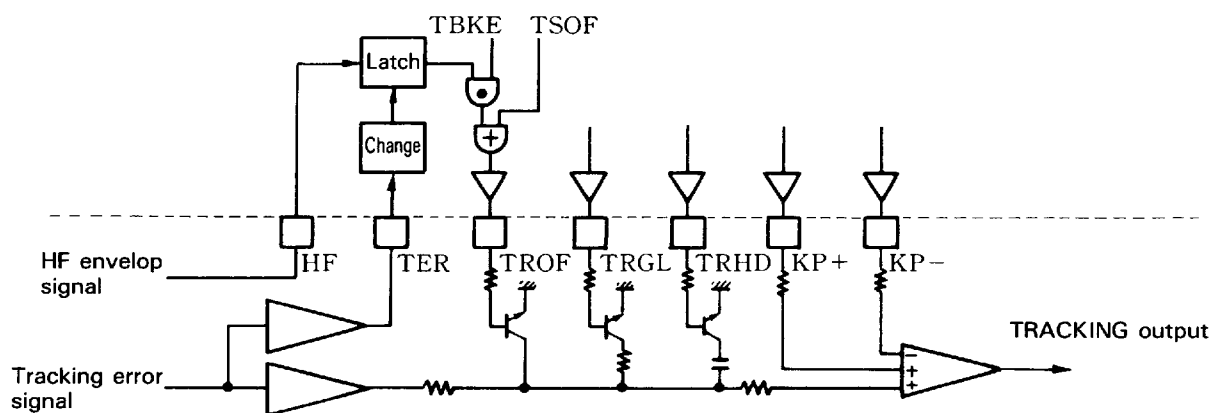 TBKE TSOF
Latch
Change
HF TER TROF TRGL TRHD KP+ KP-
HF envelop
signal
TRACKING output
Tracking error
signal